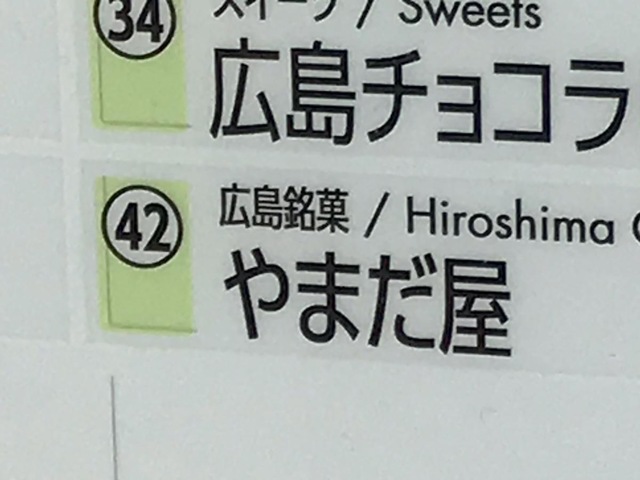 34
スイーツ / Sweets
広島チョコラ
42
広島銘菓 / Hiroshima
やまだ屋